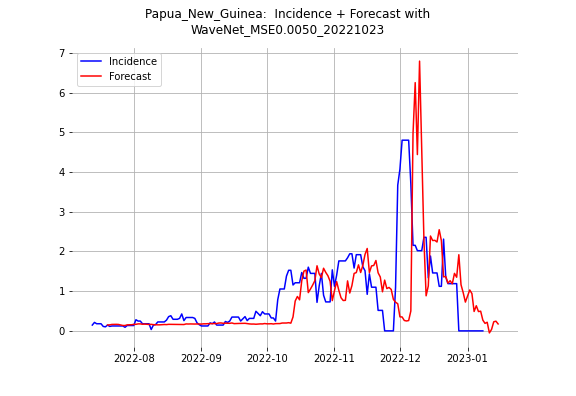 Papua_New_Guinea:  Incidence + Forecast with
WaveNet_MSE0.0050_20221023
Incidence
Forecast
7
6
5
4
3
2
1
0
2022-08 2022-09 2022-10 2022-11 2022-12 2023-01